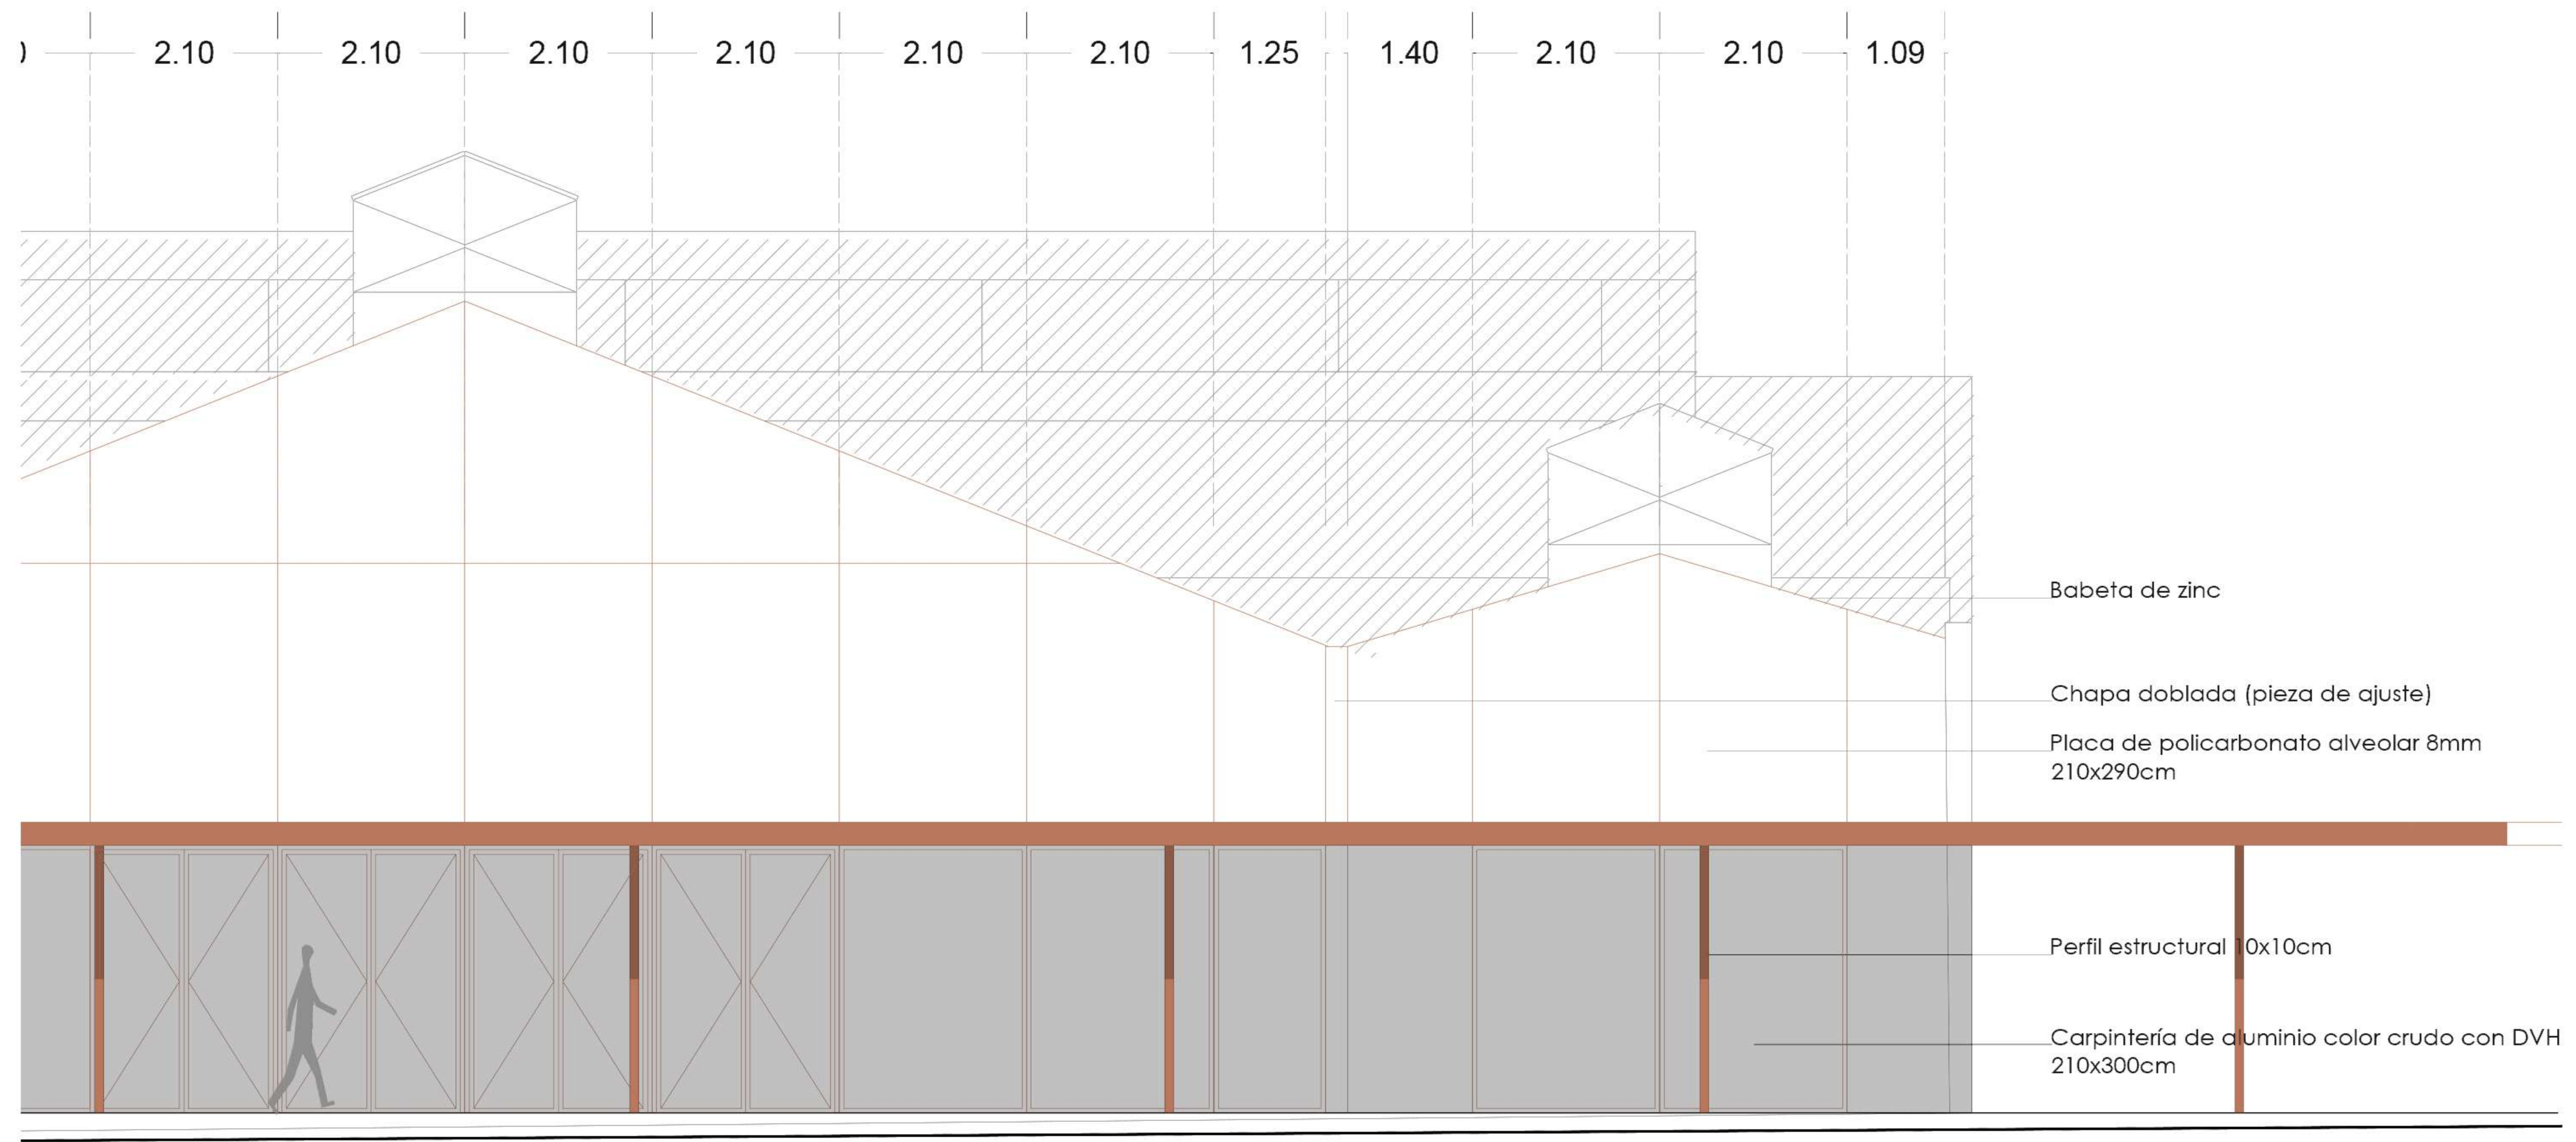 2.10 2.10 2.10 2.10 2.10 2.10 1.25 1.40 2.10 2.10 1.09
Babeta de zinc
Chapa doblada (pieza de ajuste)
Placa de policarbonato alveolar 8mm
210x290cm
Perfil estructural 10x10cm
Carpintería de aluminio color crudo con DVH
210x300cm